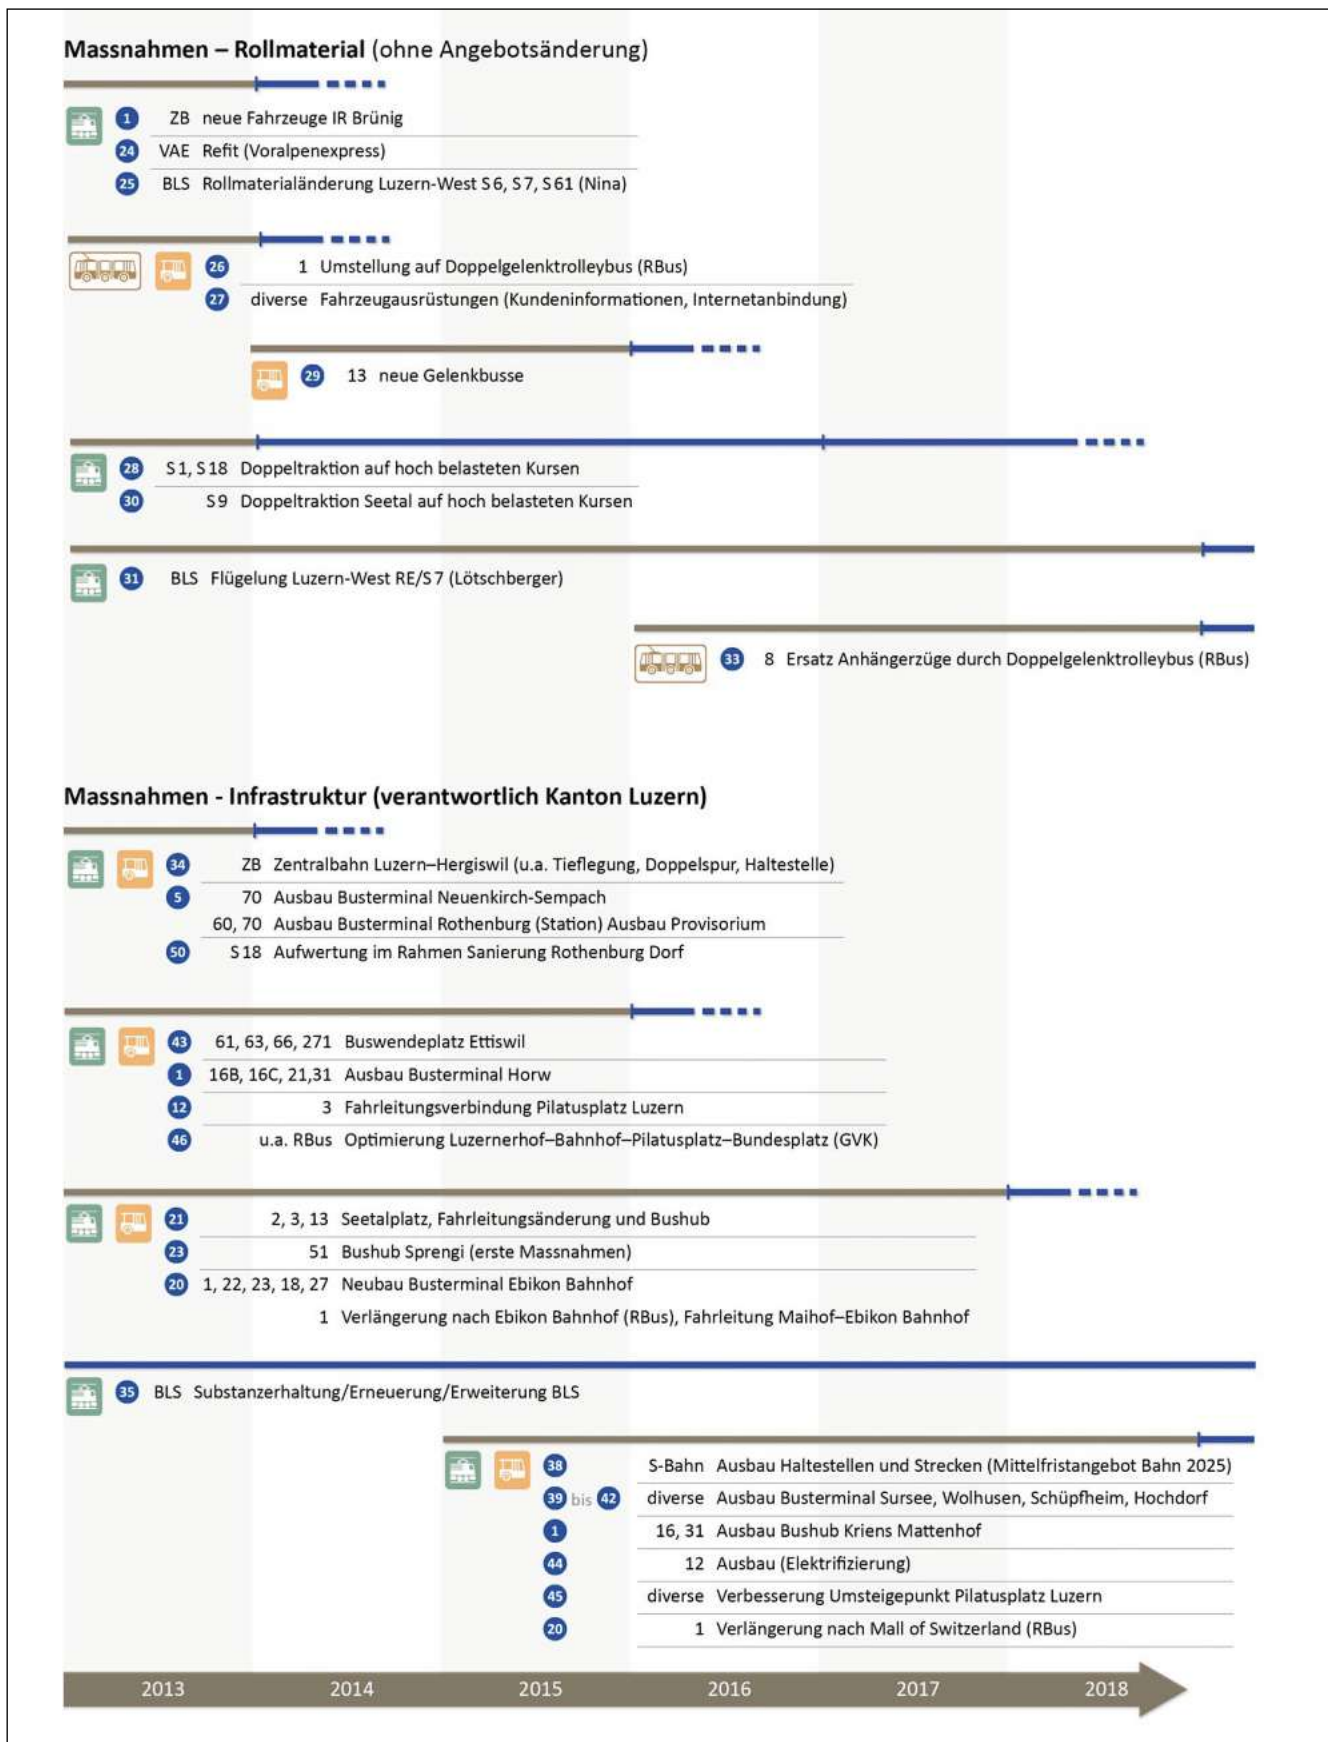 Massnahmen – Rollmaterial (ohne Angebotsänderung)
1 ZB neue Fahrzeuge IR Brünig
24 VAE Refit (Voralpenexpress)
25 BLS Rollmaterialänderung Luzern-West S 6, S 7, S 61 (Nina)
26 1 Umstellung auf Doppelgelenktrolleybus (RBus)
27 diverse Fahrzeugausrüstungen (Kundeninformationen, Internetanbindung)
29 13 neue Gelenkbusse
28 S 1, S 18 Doppeltraktion auf hoch belasteten Kursen
30 S 9 Doppeltraktion Seetal auf hoch belasteten Kursen
31 BLS Flügelung Luzern-West RE/S 7 (Lötschberger)
33 8 Ersatz Anhängerzüge durch Doppelgelenktrolleybus (RBus)
Massnahmen - Infrastruktur (verantwortlich Kanton Luzern)
34 ZB Zentralbahn Luzern–Hergiswil (u.a. Tieflegung, Doppelspur, Haltestelle)
5 70 Ausbau Busterminal Neuenkirch-Sempach
60, 70 Ausbau Busterminal Rothenburg (Station) Ausbau Provisorium
50 S 18 Aufwertung im Rahmen Sanierung Rothenburg Dorf
43 61, 63, 66, 271 Buswendeplatz Ettiswil
1 16B, 16C, 21,31 Ausbau Busterminal Horw
12 3 Fahrleitungsverbindung Pilatusplatz Luzern
46 u.a. RBus Optimierung Luzernerhof–Bahnhof–Pilatusplatz–Bundesplatz (GVK)
21 2, 3, 13 Seetalplatz, Fahrleitungsänderung und Bushub
23 51 Bushub Sprengi (erste Massnahmen)
20 1, 22, 23, 18, 27 Neubau Busterminal Ebikon Bahnhof
1 Verlängerung nach Ebikon Bahnhof (RBus), Fahrleitung Maihof–Ebikon Bahnhof
35 BLS Substanzerhaltung/Erneuerung/Erweiterung BLS
38 S-Bahn Ausbau Haltestellen und Strecken (Mittelfristangebot Bahn 2025)
39 bis 42 diverse Ausbau Busterminal Sursee, Wolhusen, Schüpfheim, Hochdorf
1 16, 31 Ausbau Bushub Kriens Mattenhof
44 12 Ausbau (Elektrifizierung)
45 diverse Verbesserung Umsteigepunkt Pilatusplatz Luzern
20 1 Verlängerung nach Mall of Switzerland (RBus)
2013 2014 2015 2016 2017 2018